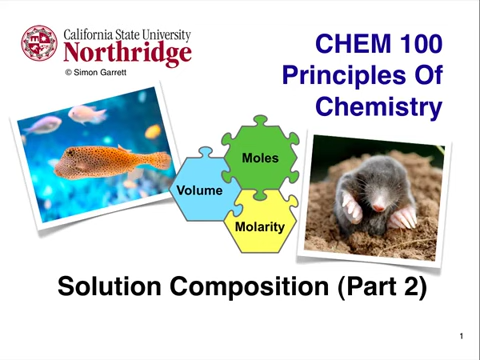 California State University
Northridge
© Simon Garrett
CHEM 100
Principles Of
Chemistry
Moles
Volume
Molarity
Solution Composition (Part 2)
1